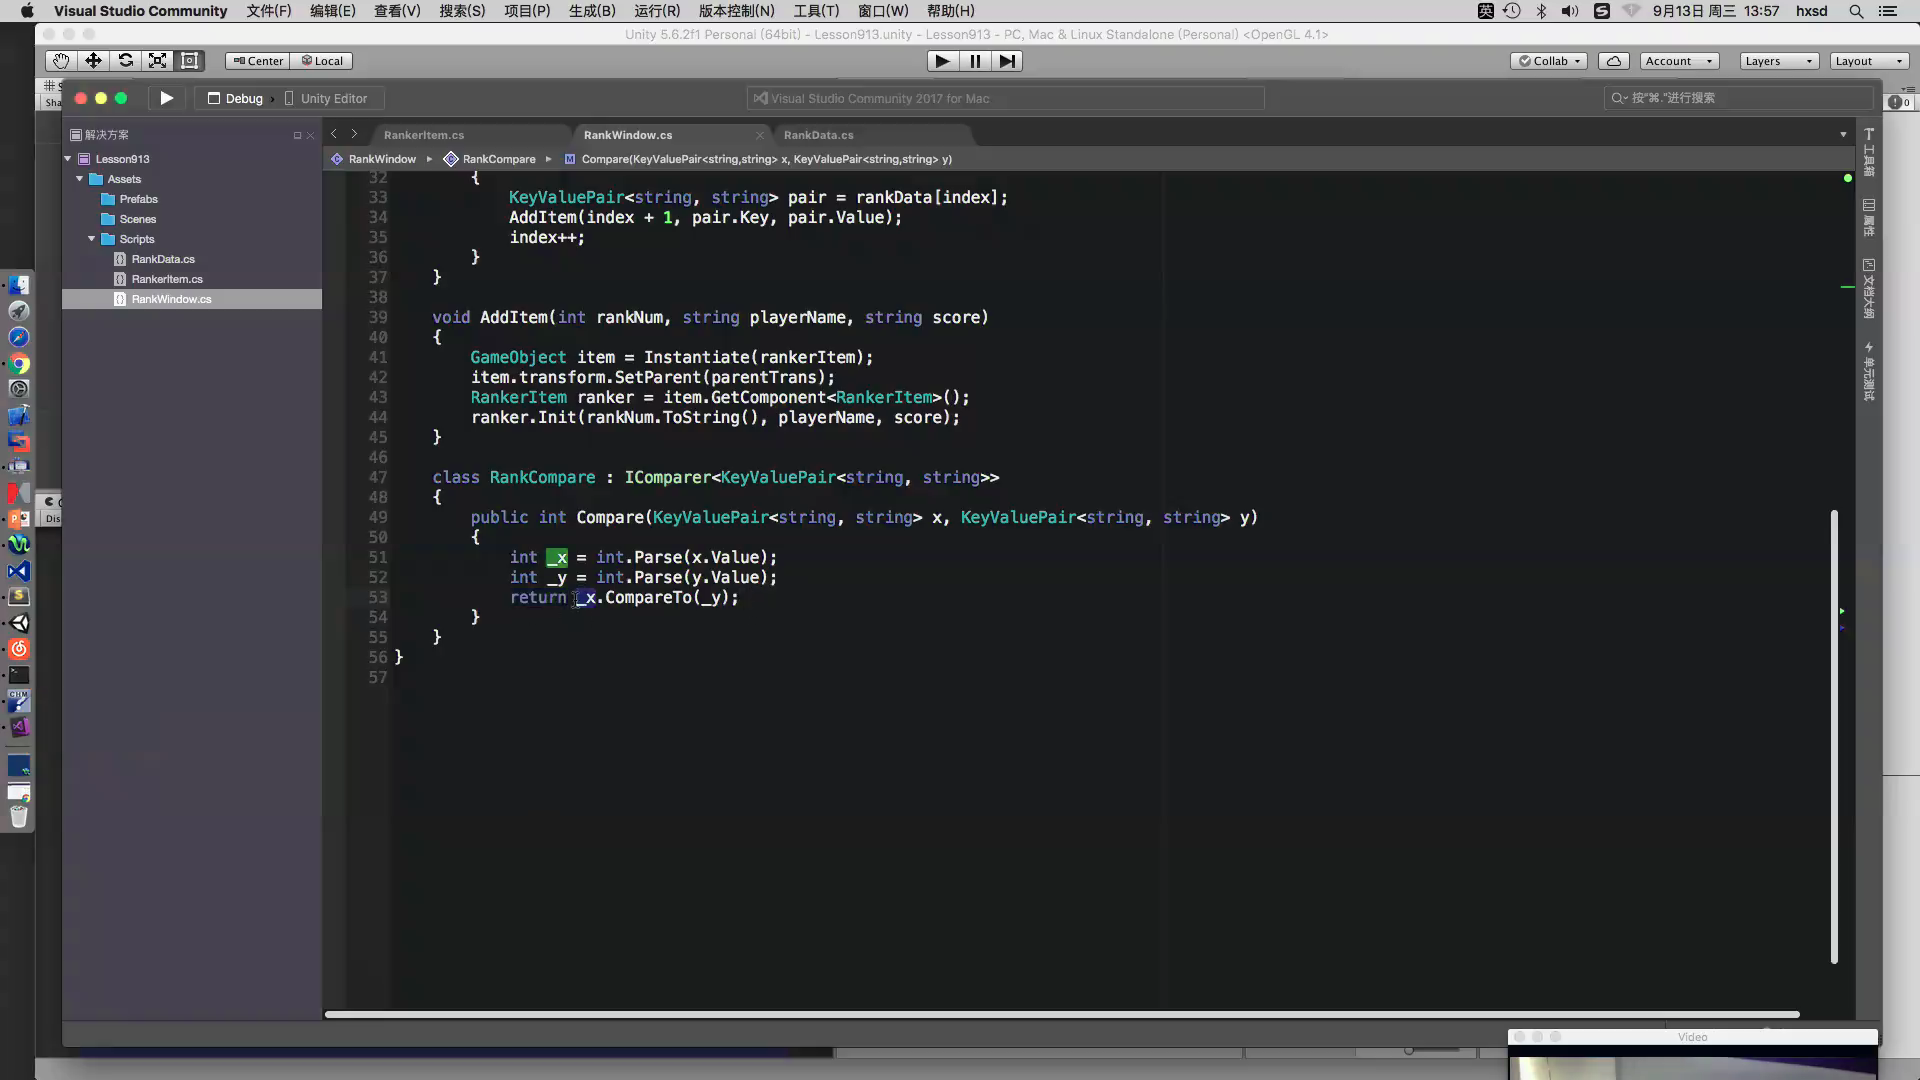 Visual Studio Community 文件(F) 编辑(E) 查看(V) 搜索(S) 项目(P) 生成(B) 运行(R) 版本控制(N) 工具(T) 窗口(W) 帮助(H) 英 9月13日 周三 13:57 hxsd
Unity 5.6.2f1 Personal (64bit) - Lesson913.unity - Lesson913 - PC, Mac & Linux Standalone (Personal) <OpenGL 4.1>
Center Local Collab Account Layers Layout
Debug Unity Editor Visual Studio Community 2017 for Mac 按"⌘."进行搜索
Sha
0
解决方案 RankerItem.cs RankWindow.cs RankData.cs
RankWindow RankCompare Compare(KeyValuePair<string,string> x, KeyValuePair<string,string> y)
Lesson913
Assets
Prefabs
Scenes
Scripts
RankData.cs
RankerItem.cs
RankWindow.cs
32 {
33 KeyValuePair<string, string> pair = rankData[index];
34 AddItem(index + 1, pair.Key, pair.Value);
35 index++;
36 }
37 }
38
39 void AddItem(int rankNum, string playerName, string score)
40 {
41 GameObject item = Instantiate(rankerItem);
42 item.transform.SetParent(parentTrans);
43 RankerItem ranker = item.GetComponent<RankerItem>();
44 ranker.Init(rankNum.ToString(), playerName, score);
45 }
46
47 class RankCompare : IComparer<KeyValuePair<string, string>>
48 {
49 public int Compare(KeyValuePair<string, string> x, KeyValuePair<string, string> y)
50 {
51 int _x = int.Parse(x.Value);
52 int _y = int.Parse(y.Value);
53 return _x.CompareTo(_y);
54 }
55 }
56 }
57
工具箱
属性
文档大纲
单元测试
Dis
Video